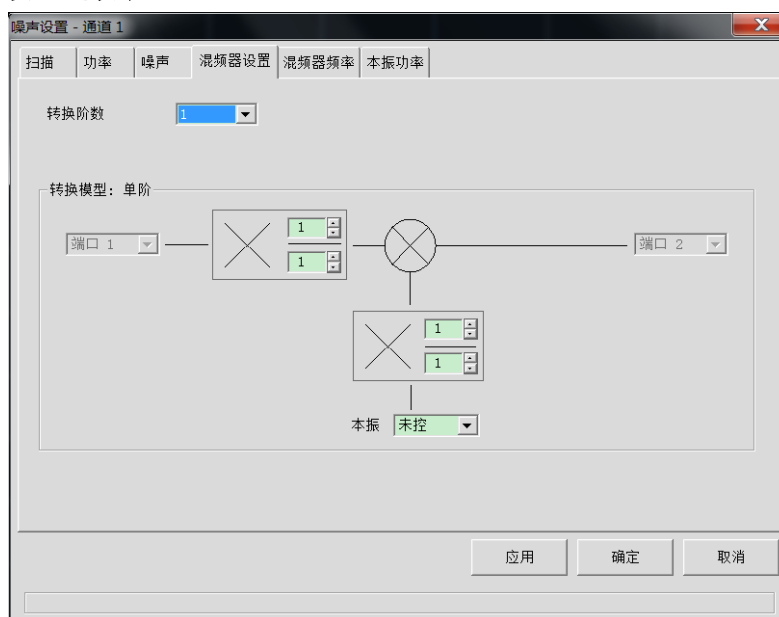 噪声设置 - 通道 1
扫描 功率 噪声 混频器设置 混频器频率 本振功率
转换阶数 1
转换模型: 单阶
端口 1 1 端口 2
1
1
1
本振 未控
应用 确定 取消